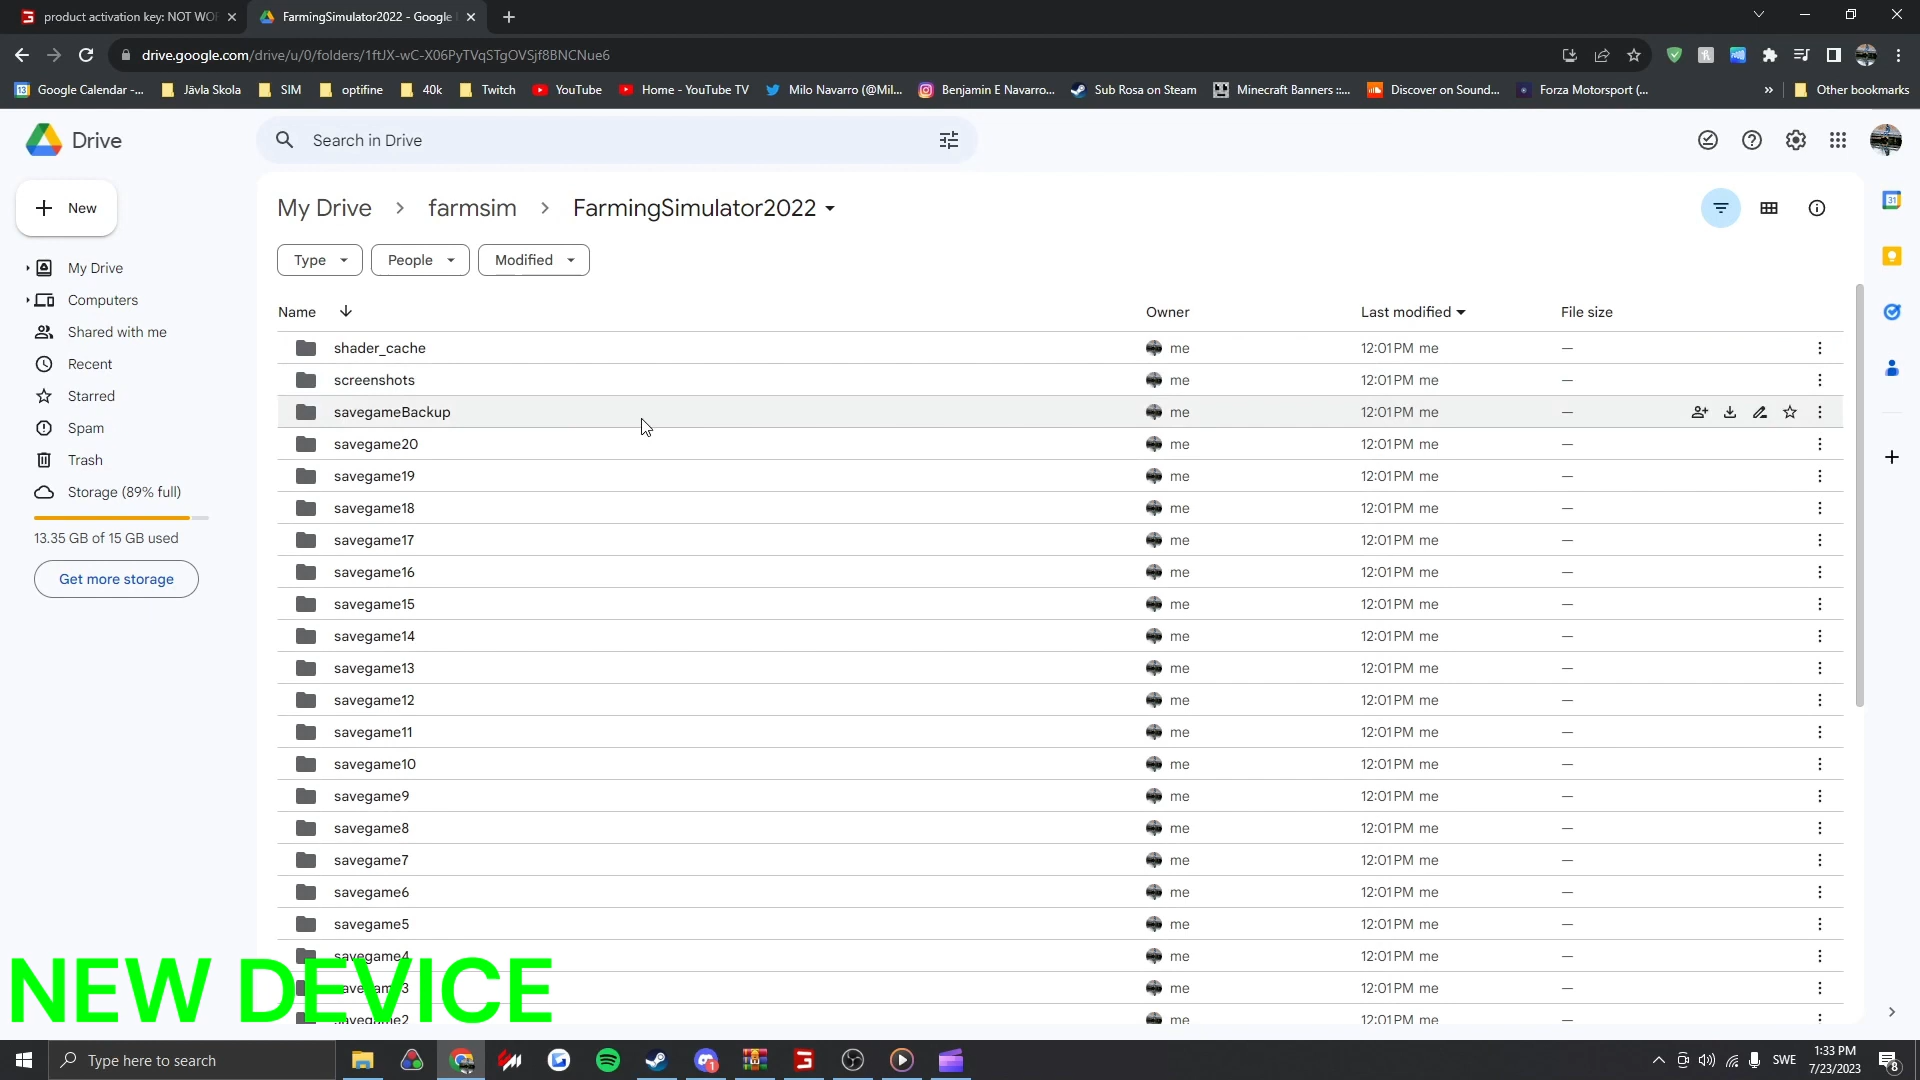 product activation key: NOT WOR
FarmingSimulator2022 - Google
drive.google.com/drive/u/0/folders/1ftJX-wC-X06PyTVqSTgOVSjf8BNCNue6
Google Calendar -...
Jävla Skola
SIM
optifine
40k
Twitch
YouTube
Home - YouTube TV
Milo Navarro (@Mil...
Benjamin E Navarro...
Sub Rosa on Steam
Minecraft Banners ::...
Discover on Sound...
Forza Motorsport (...
»
Other bookmarks
Drive
Search in Drive
New
My Drive > farmsim > FarmingSimulator2022
Type
People
Modified
My Drive
Computers
Shared with me
Recent
Starred
Spam
Trash
Storage (89% full)
13.35 GB of 15 GB used
Get more storage
Name Owner Last modified File size
shader_cache me 12:01 PM me —
screenshots me 12:01 PM me —
savegameBackup me 12:01 PM me —
savegame20 me 12:01 PM me —
savegame19 me 12:01 PM me —
savegame18 me 12:01 PM me —
savegame17 me 12:01 PM me —
savegame16 me 12:01 PM me —
savegame15 me 12:01 PM me —
savegame14 me 12:01 PM me —
savegame13 me 12:01 PM me —
savegame12 me 12:01 PM me —
savegame11 me 12:01 PM me —
savegame10 me 12:01 PM me —
savegame9 me 12:01 PM me —
savegame8 me 12:01 PM me —
savegame7 me 12:01 PM me —
savegame6 me 12:01 PM me —
savegame5 me 12:01 PM me —
savegame4 me 12:01 PM me —
savegame3 me 12:01 PM me —
savegame2 me 12:01 PM me —
NEW DEVICE
Type here to search
SWE
1:33 PM
7/23/2023
8